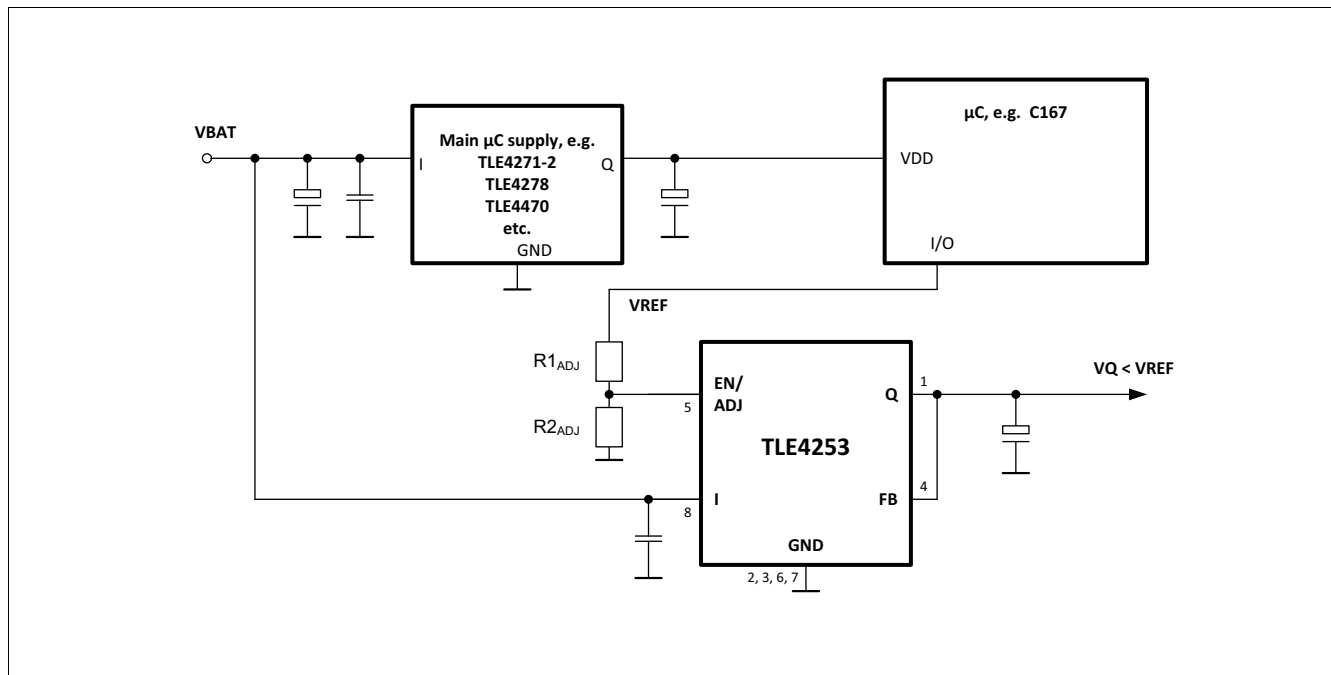 VBAT
Main µC supply, e.g.
TLE4271-2
TLE4278
TLE4470
etc.
I
Q
GND
µC, e.g. C167
VDD
I/O
VREF
R1ADJ
R2ADJ
EN/
ADJ
5
I
8
TLE4253
Q
1
FB
4
GND
2, 3, 6, 7
VQ < VREF